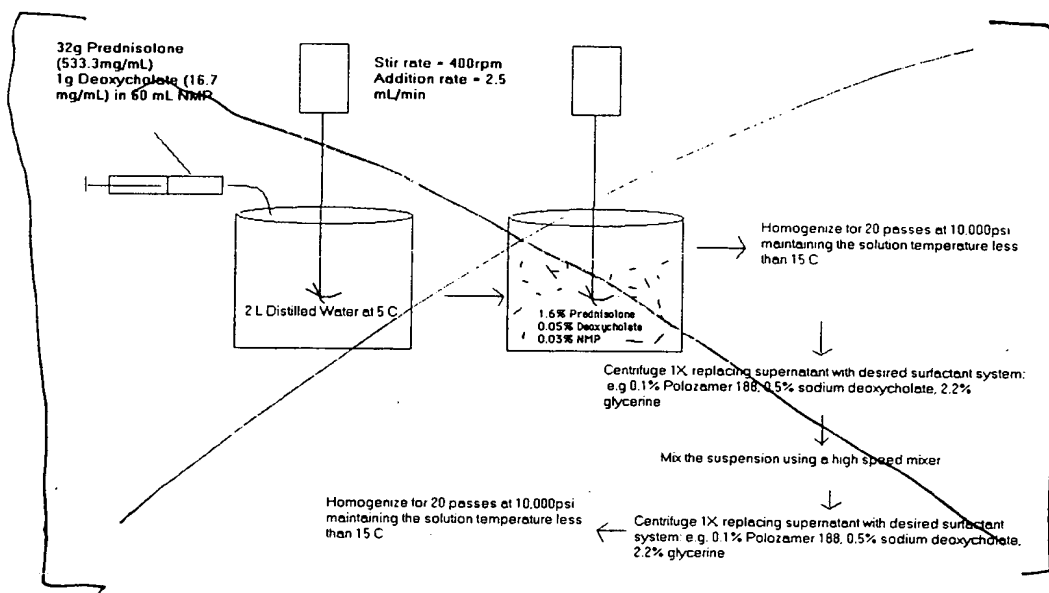 32g Prednisolone
(533.3mg/mL)
1g Deoxycholate (16.7
mg/mL) in 60 mL NMP
Stir rate = 400rpm
Addition rate = 2.5
mL/min
2 L Distilled Water at 5 C
1.6% Prednisolone
0.05% Deoxycholate
0.03% NMP
Homogenize for 20 passes at 10,000psi
maintaining the solution temperature less
than 15 C
Centrifuge 1X replacing supernatant with desired surfactant system:
e.g 0.1% Polozamer 188, 0.5% sodium deoxycholate, 2.2%
glycerine
Mix the suspension using a high speed mixer
Centrifuge 1X replacing supernatant with desired surfactant
system: e.g. 0.1% Polozamer 188, 0.5% sodium deoxycholate,
2.2% glycerine
Homogenize for 20 passes at 10,000psi
maintaining the solution temperature less
than 15 C